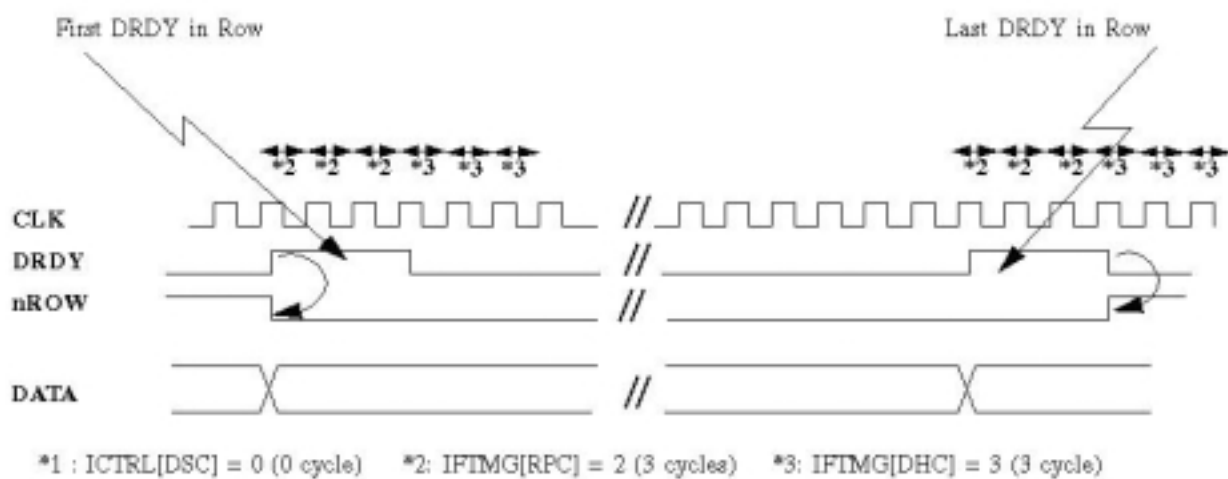 First DRDY in Row
Last DRDY in Row
*2 *2 *2 *3 *3 *3
*2 *2 *2 *3 *3 *3
CLK
//
DRDY
//
nROW
//
DATA
//
*1 : ICTRL[DSC] = 0 (0 cycle) *2: IFTMG[RPC] = 2 (3 cycles) *3: IFTMG[DHC] = 3 (3 cycle)